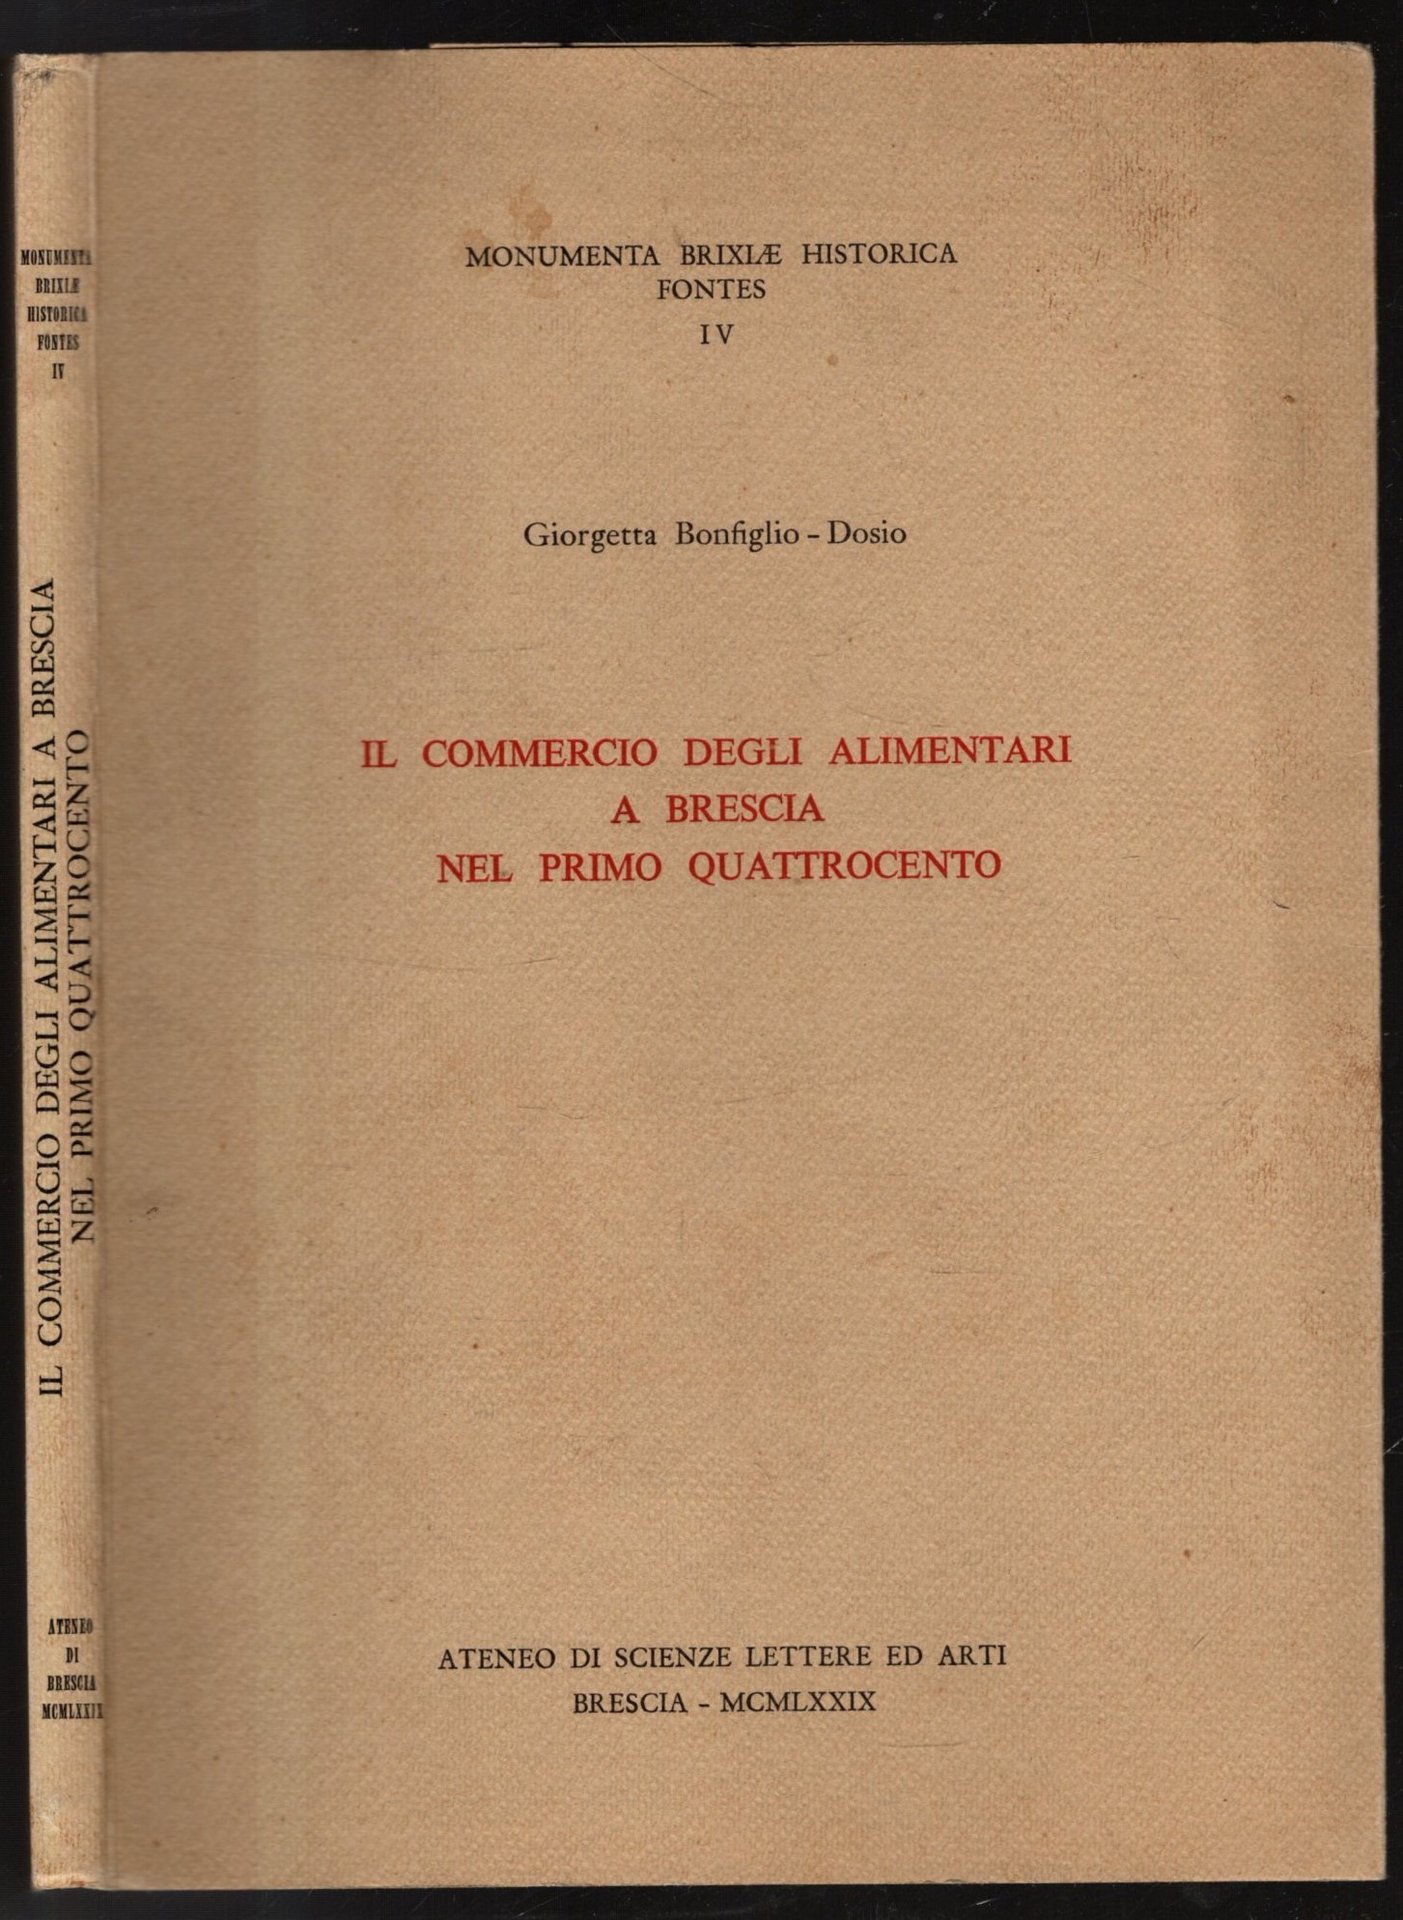 MONUMENTA BRIXIÆ HISTORICA
FONTES
IV
Giorgetta Bonfiglio – Dosio
IL COMMERCIO DEGLI ALIMENTARI
A BRESCIA
NEL PRIMO QUATTROCENTO
ATENEO DI SCIENZE LETTERE ED ARTI
BRESCIA – MCMLXXIX
MONUMENTA
BRIXIÆ
HISTORICA
FONTES
IV
IL COMMERCIO DEGLI ALIMENTARI A BRESCIA
NEL PRIMO QUATTROCENTO
ATENEO
DI
BRESCIA
MCMLXXIX